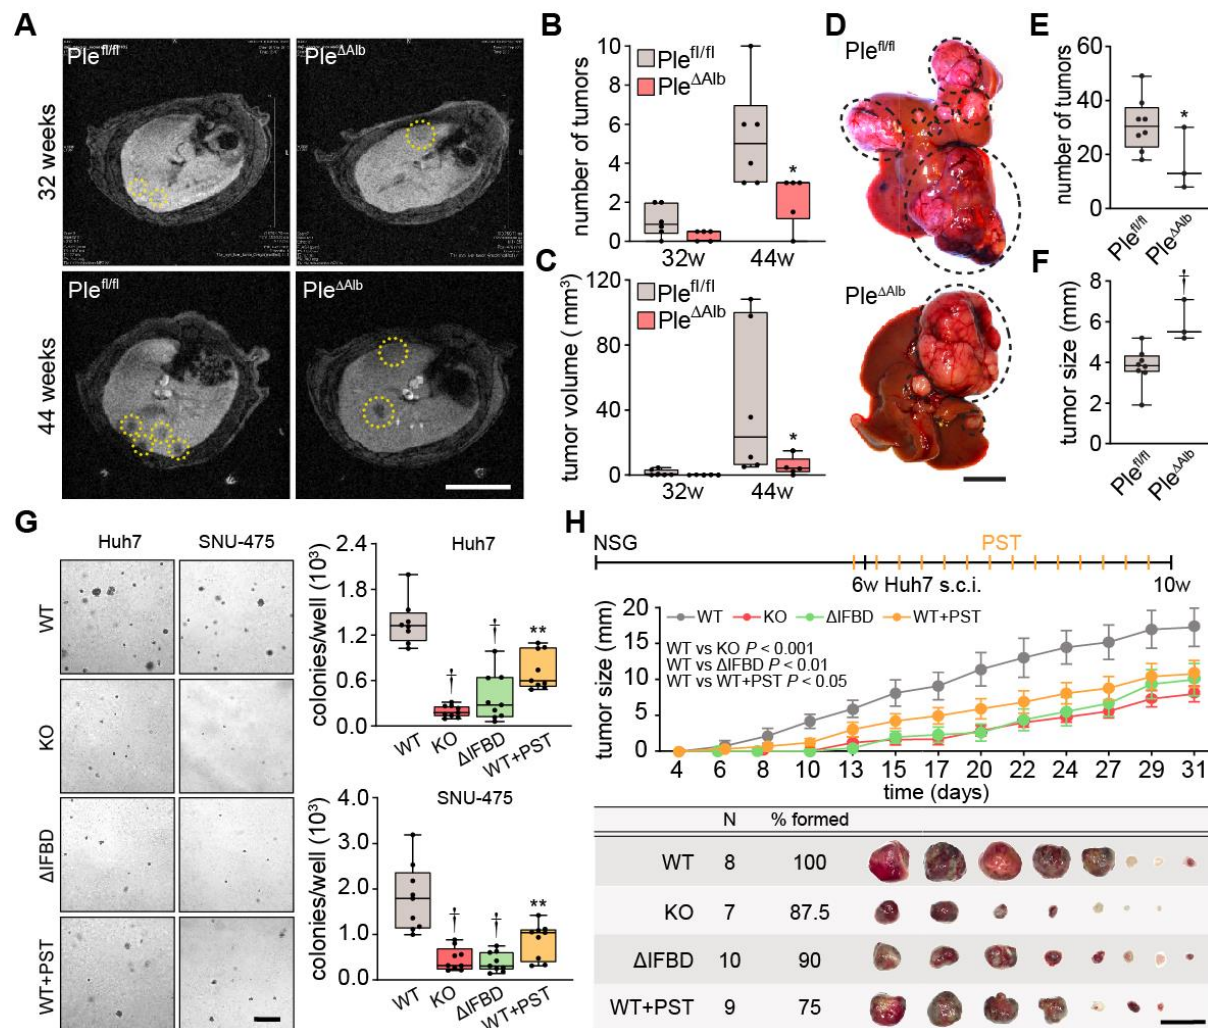 A
Ple^fl/fl
Ple^ΔAlb
32 weeks
Ple^fl/fl
Ple^ΔAlb
44 weeks
B
number of tumors
10
8
6
4
2
0
Ple^fl/fl
Ple^ΔAlb
*
32w 44w
C
tumor volume ( mm³)
120
80
40
0
Ple^fl/fl
Ple^ΔAlb
*
32w 44w
D
Ple^fl/fl
Ple^ΔAlb
E
number of tumors
60
40
20
0
*
Ple^fl/fl Ple^ΔAlb
F
tumor size (mm)
8
6
4
2
0
†
Ple^fl/fl Ple^ΔAlb
G
Huh7 SNU-475
WT
KO
ΔIFBD
WT+PST
Huh7
colonies/well (10³)
2.4
1.8
1.2
0.6
0.0
† † **
WT KO ΔIFBD WT+PST
SNU-475
colonies/well (10³)
4.0
3.0
2.0
1.0
0.0
† † **
WT KO ΔIFBD WT+PST
H
NSG PST
6w Huh7 s.c.i. 10w
tumor size (mm)
20
15
10
5
0
WT KO ΔIFBD WT+PST
WT vs KO P < 0.001
WT vs ΔIFBD P < 0.01
WT vs WT+PST P < 0.05
4 6 8 10 13 15 17 20 22 24 27 29 31
time (days)
N % formed
WT 8 100
KO 7 87.5
ΔIFBD 10 90
WT+PST 9 75